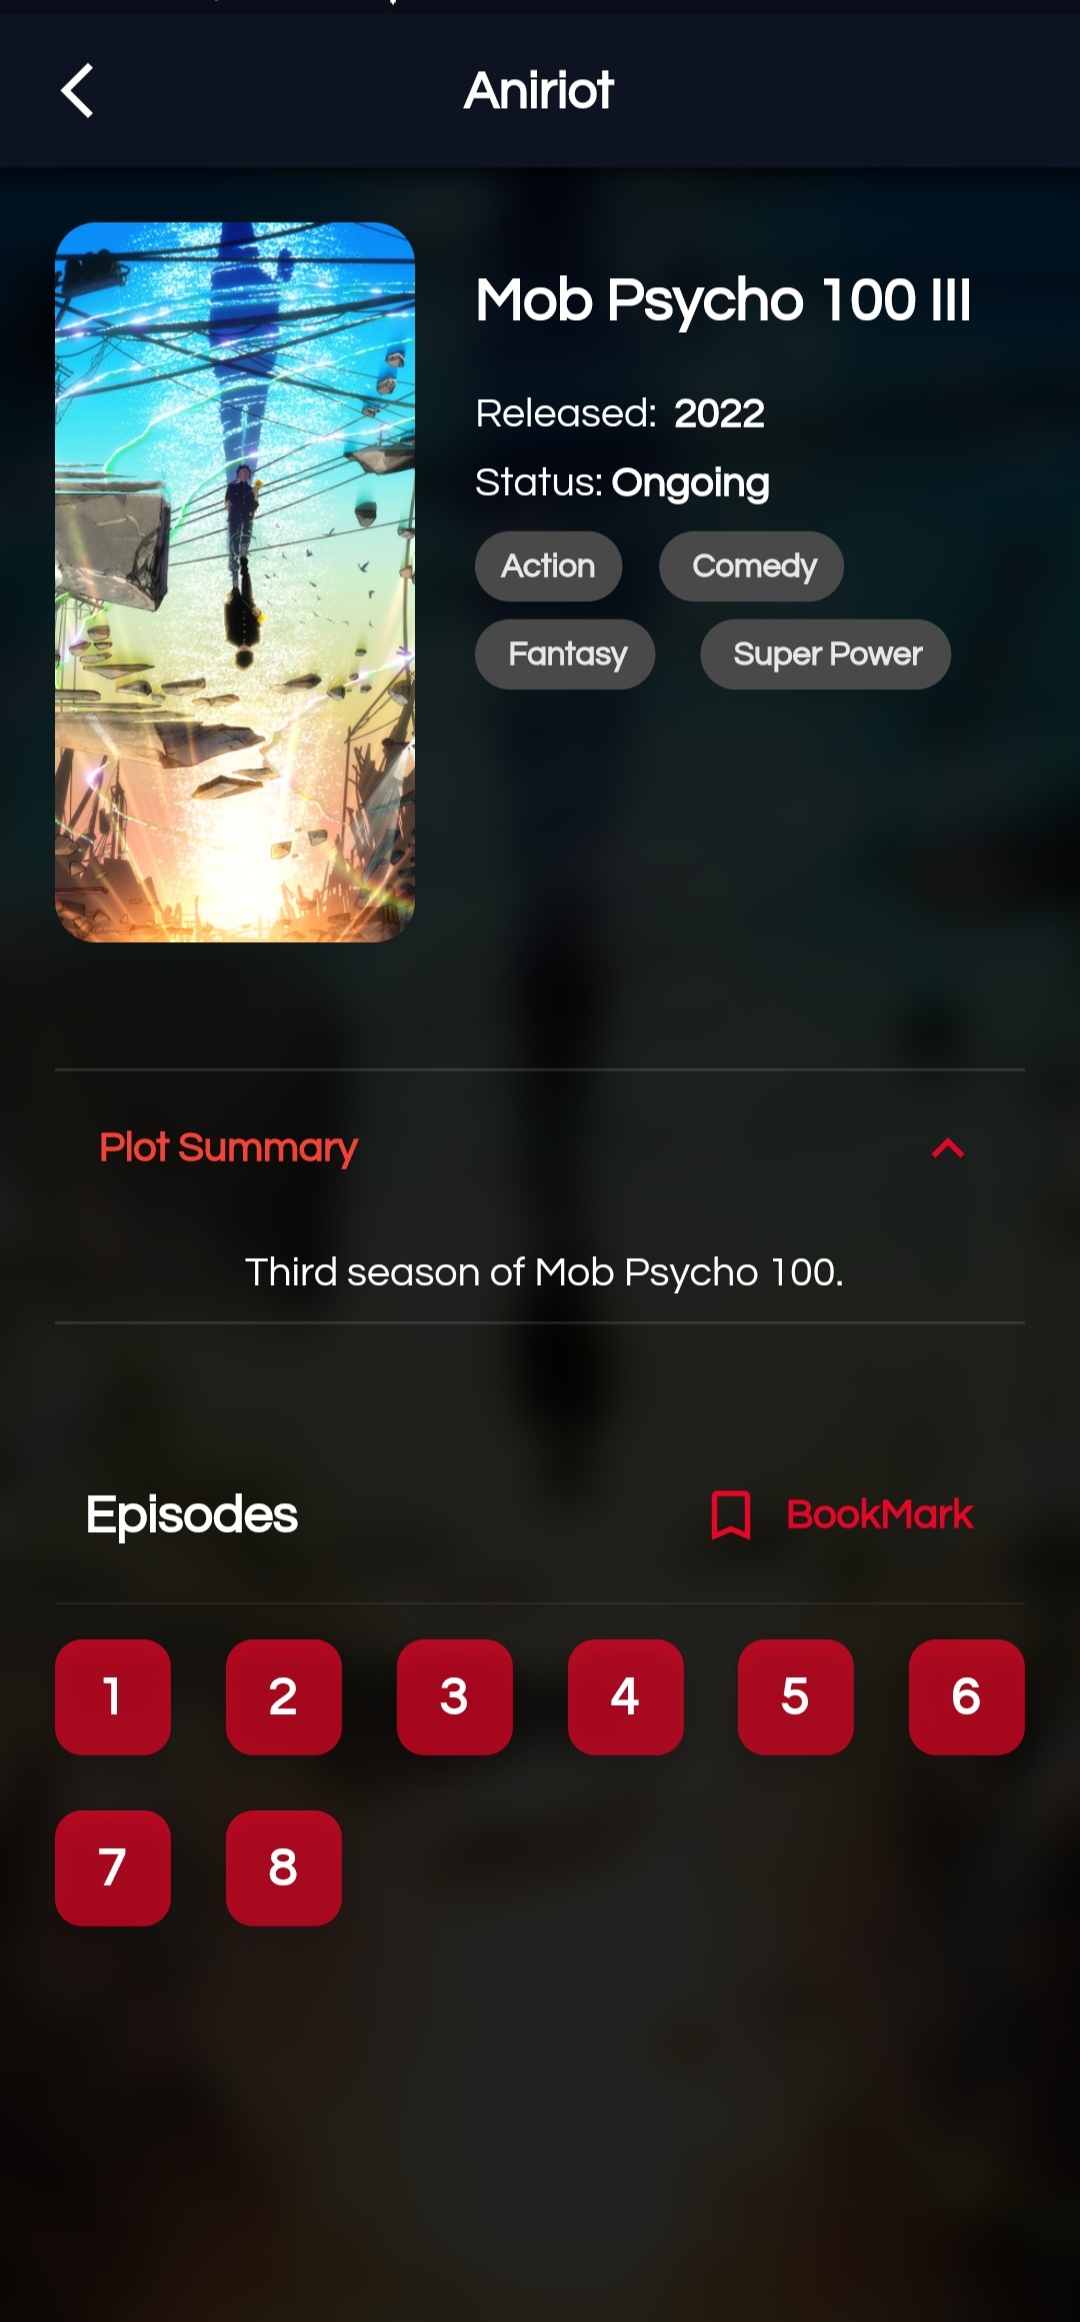 Aniriot
Mob Psycho 100 III
Released: 2022
Status: Ongoing
Action Comedy
Fantasy Super Power
Plot Summary
Third season of Mob Psycho 100.
Episodes BookMark
1 2 3 4 5 6
7 8